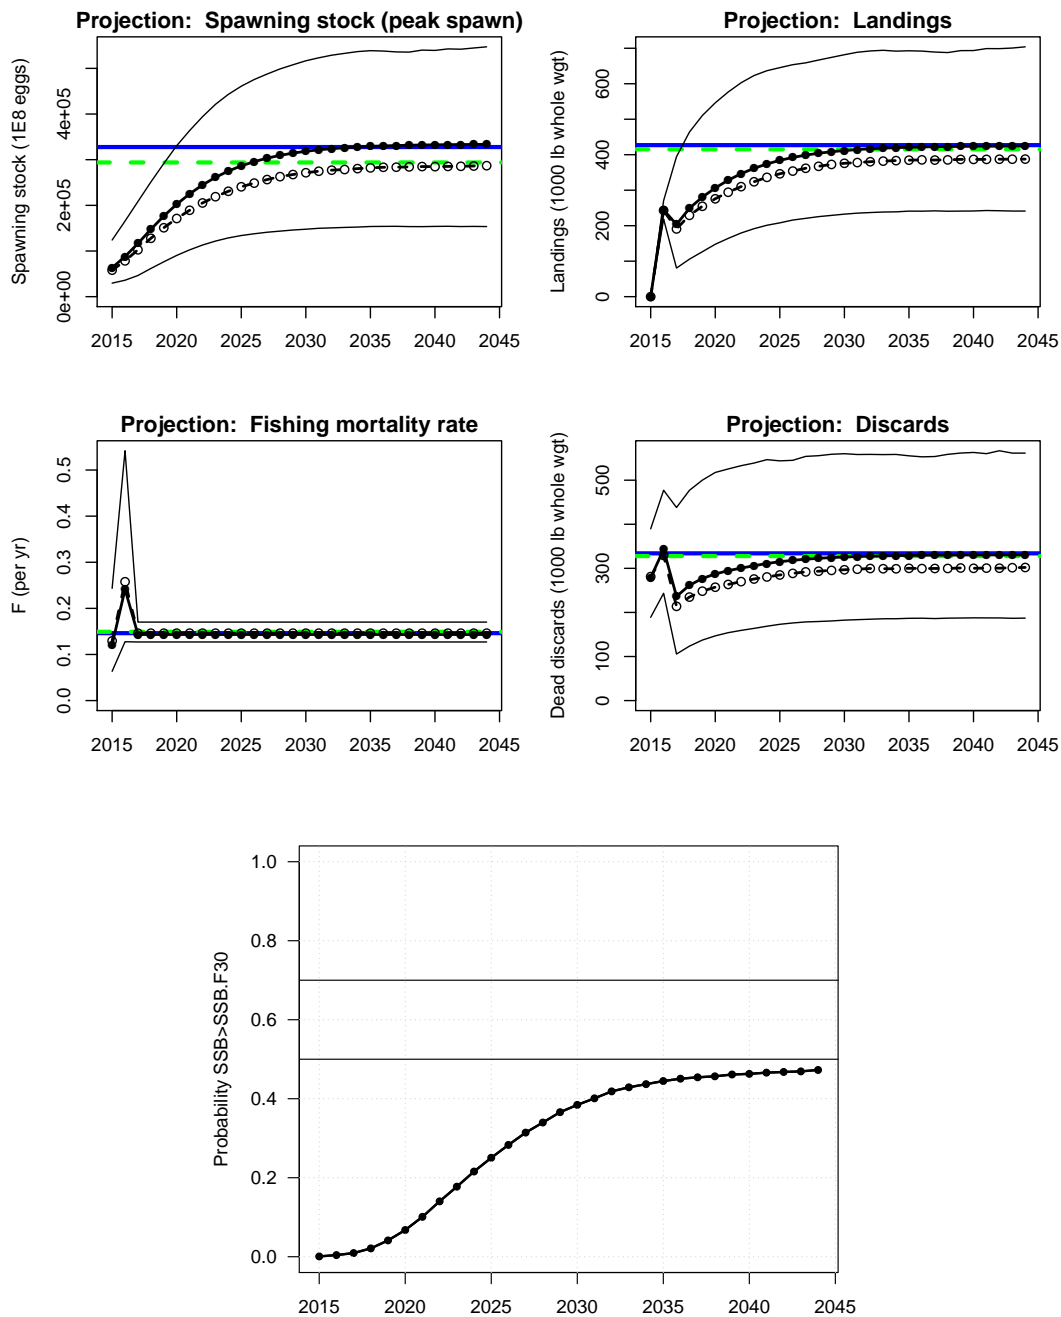 Projection: Spawning stock (peak spawn)
Spawning stock (1E8 eggs)
0e+00 2e+05 4e+05
2015 2020 2025 2030 2035 2040 2045
Projection: Landings
Landings (1000 lb whole wgt)
0 200 400 600
2015 2020 2025 2030 2035 2040 2045
Projection: Fishing mortality rate
F (per yr)
0.0 0.1 0.2 0.3 0.4 0.5
2015 2020 2025 2030 2035 2040 2045
Projection: Discards
Dead discards (1000 lb whole wgt)
0 100 300 500
2015 2020 2025 2030 2035 2040 2045
Probability SSB>SSB.F30
1.0
0.8
0.6
0.4
0.2
0.0
2015 2020 2025 2030 2035 2040 2045